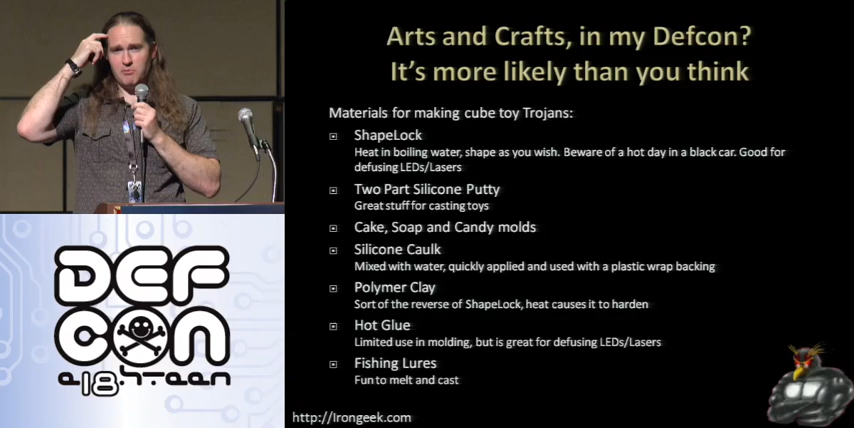 Arts and Crafts, in my Defcon?
It's more likely than you think
Materials for making cube toy Trojans:
ShapeLock
Heat in boiling water, shape as you wish. Beware of a hot day in a black car. Good for
defusing LEDs/Lasers
Two Part Silicone Putty
Great stuff for casting toys
Cake, Soap and Candy molds
Silicone Caulk
Mixed with water, quickly applied and used with a plastic wrap backing
Polymer Clay
Sort of the reverse of ShapeLock, heat causes it to harden
Hot Glue
Limited use in molding, but is great for defusing LEDs/Lasers
Fishing Lures
Fun to melt and cast
http://Irongeek.com
DEF
CON
e18hteen